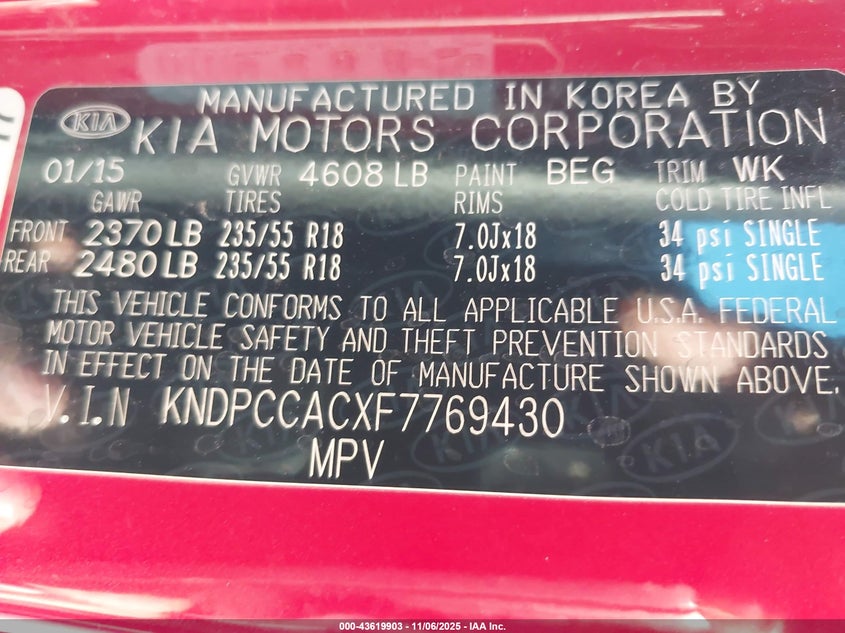 MANUFACTURED IN KOREA BY
KIA KIA MOTORS CORPORATION
01/15 GVWR 4608 LB PAINT BEG TRIM WK
GAWR TIRES RIMS COLD TIRE INFL
FRONT 2370 LB 235/55 R18 7.0Jx18 34 psi SINGLE
REAR 2480 LB 235/55 R18 7.0Jx18 34 psi SINGLE
THIS VEHICLE CONFORMS TO ALL APPLICABLE U.S.A. FEDERAL
MOTOR VEHICLE SAFETY AND THEFT PREVENTION STANDARDS
IN EFFECT ON THE DATE OF MANUFACTURE SHOWN ABOVE.
V.I.N KNDPCCACXF7769430
MPV
000-43619903 - 11/06/2025 - IAA Inc.